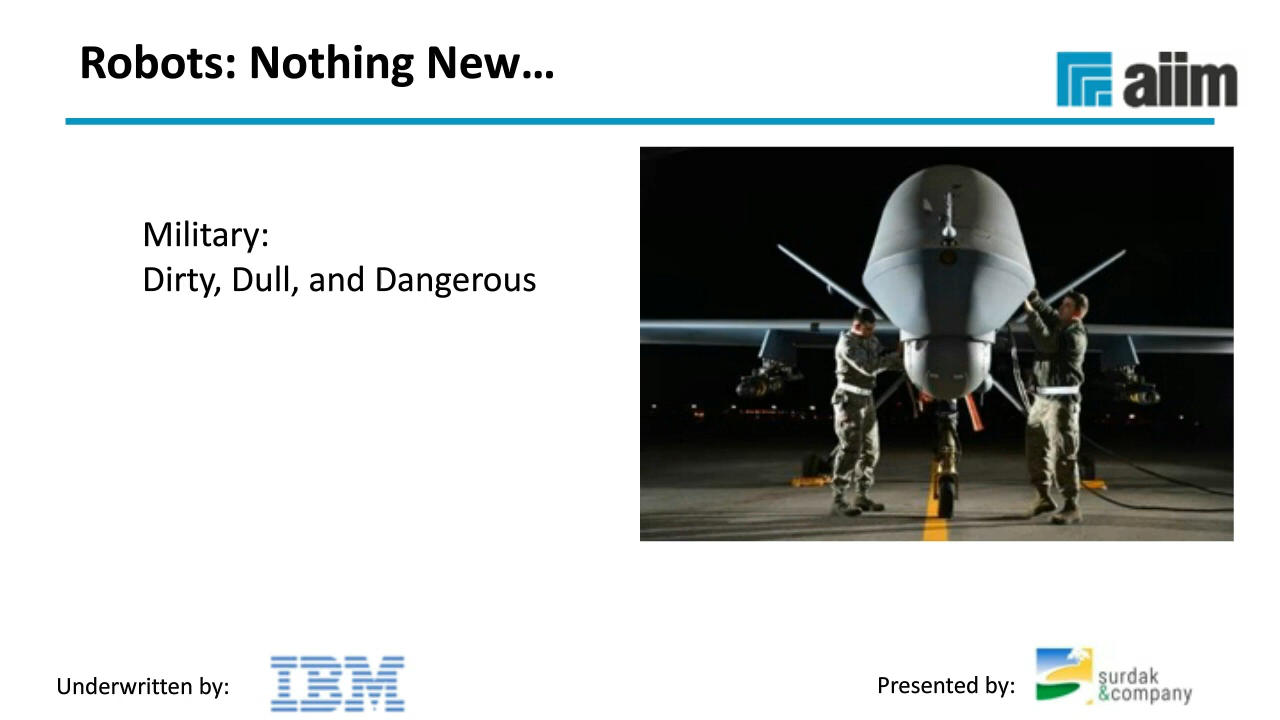 Robots: Nothing New...
aiim
Military:
Dirty, Dull, and Dangerous
Underwritten by:
IBM
Presented by:
surdak
&company